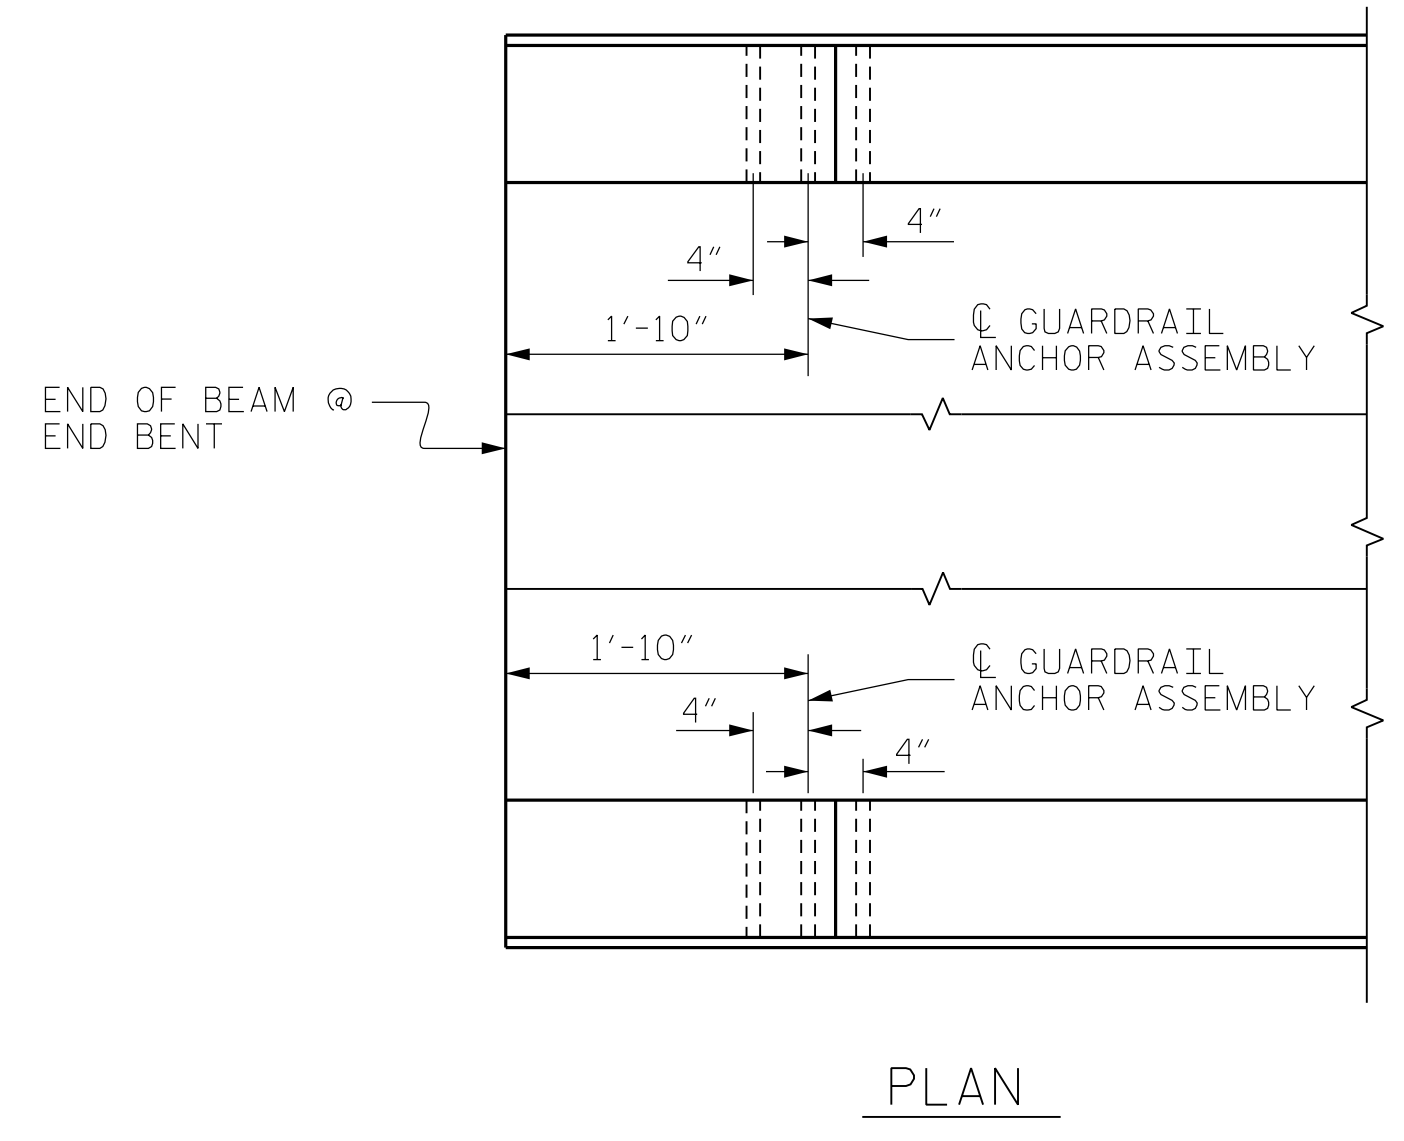 4"
4"
℄ GUARDRAIL
ANCHOR ASSEMBLY
1'-10"
END OF BEAM @
END BENT
1'-10"
℄ GUARDRAIL
ANCHOR ASSEMBLY
4"
4"
PLAN